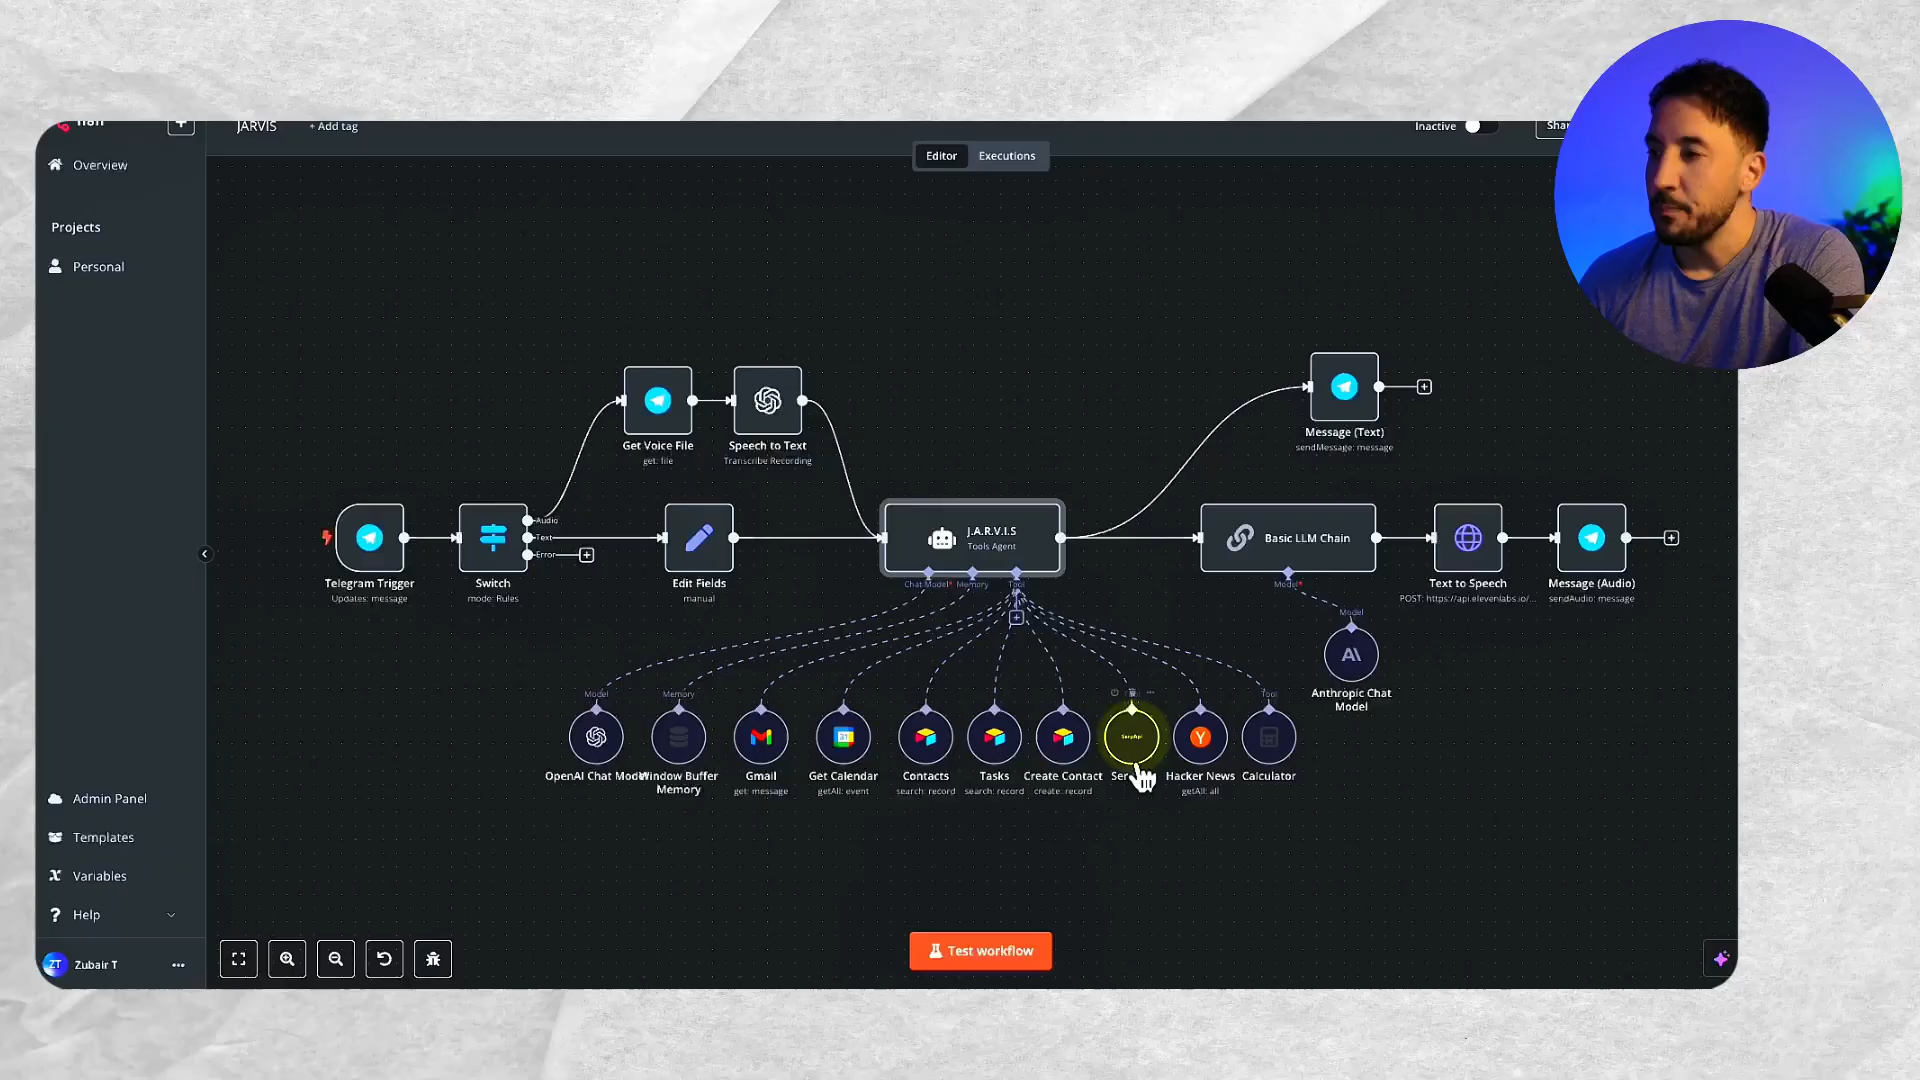 JARVIS
+ Add tag
Inactive
Editor
Executions
Overview
Projects
Personal
Get Voice File
get: file
Speech to Text
Transcribe Recording
Message (Text)
sendMessage: message
Audio
Text
Error
Telegram Trigger
Updates: message
Switch
mode: Rules
Edit Fields
manual
J.A.R.V.I.S
Tools Agent
Chat Model*
Memory
Tool
Basic LLM Chain
Model*
Text to Speech
POST: https://api.elevenlabs.io/...
Message (Audio)
sendAudio: message
Model
Anthropic Chat
Model
Model
Memory
Tool
OpenAI Chat Model
Window Buffer
Memory
Gmail
get: message
31
Get Calendar
getAll: event
Contacts
search: record
Tasks
search: record
Create Contact
create: record
SerpApi
Y
Hacker News
getAll: all
Calculator
Admin Panel
Templates
Variables
? Help
ZT Zubair T
Test workflow